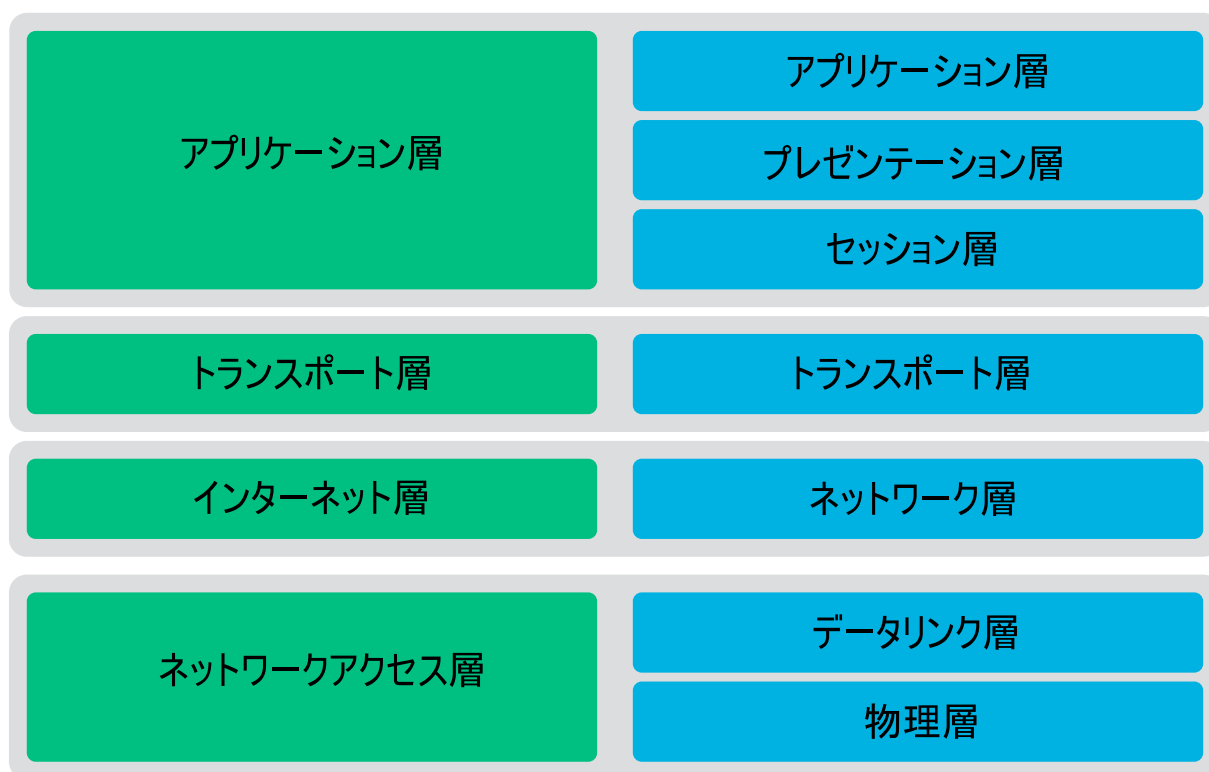 アプリケーション層
アプリケーション層
プレゼンテーション層
セッション層
トランスポート層
トランスポート層
インターネット層
ネットワーク層
ネットワークアクセス層
データリンク層
物理層